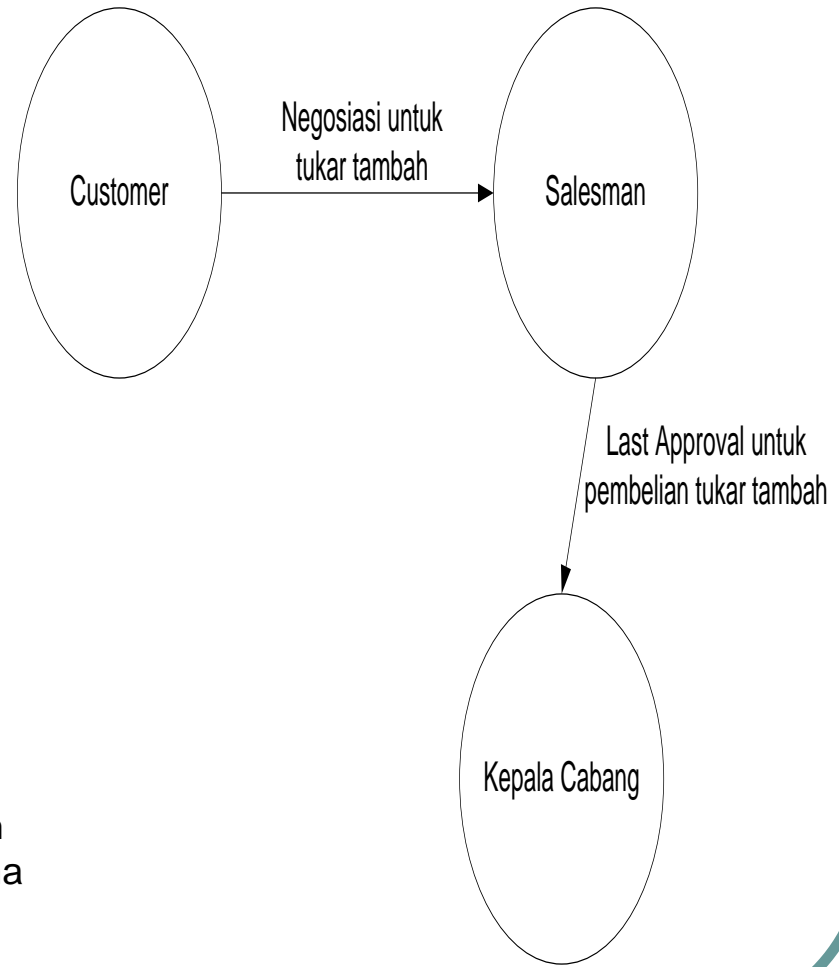 Negosiasi untuk
tukar tambah
Customer
Salesman
Last Approval untuk
pembelian tukar tambah
Kepala Cabang
a